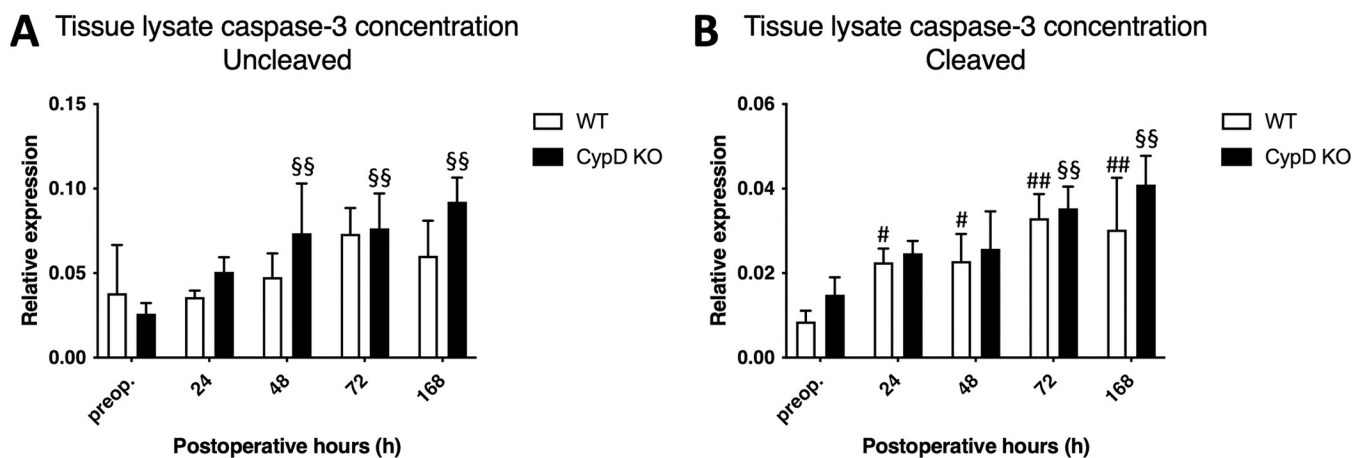 A Tissue lysate caspase-3 concentration
Uncleaved
0.15
0.10
0.05
0.00
Relative expression
WT
CypD KO
§§
§§
§§
preop.
24
48
72
168
Postoperative hours (h)
B Tissue lysate caspase-3 concentration
Cleaved
0.06
0.04
0.02
0.00
Relative expression
WT
CypD KO
#
#
##
§§
##
§§
preop.
24
48
72
168
Postoperative hours (h)